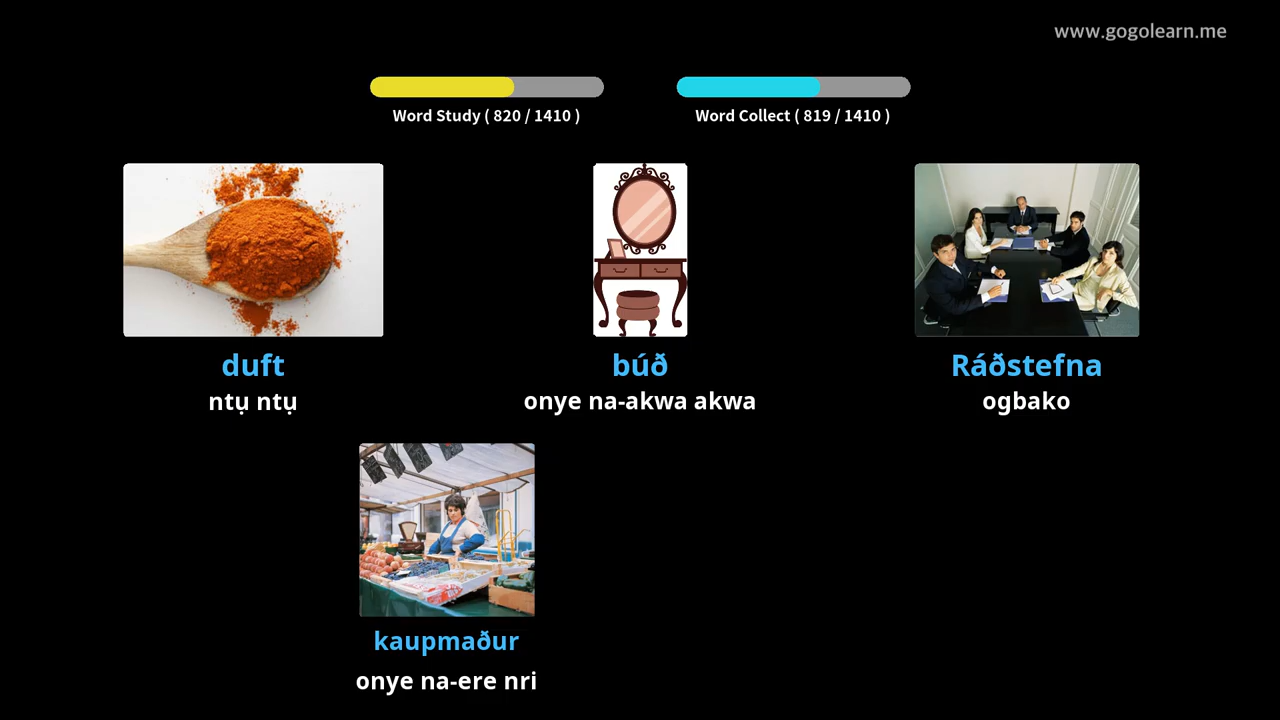 www.gogolearn.me
Word Study ( 820 / 1410 )
Word Collect ( 819 / 1410 )
duft
ntụ ntụ
búð
onye na-akwa akwa
Ráðstefna
ogbako
kaupmaður
onye na-ere nri